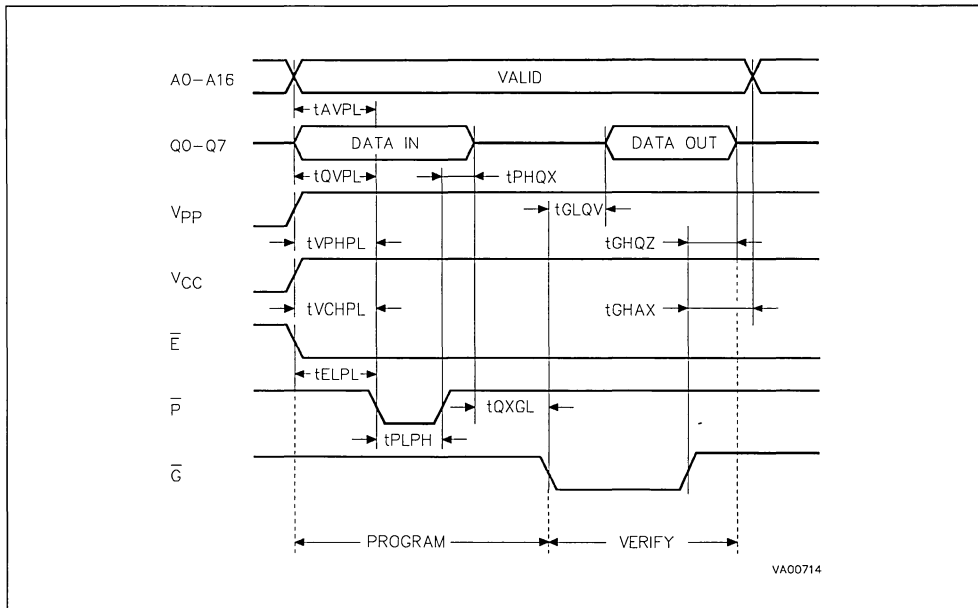 A0-A16
VALID
tAVPL
Q0-Q7
DATA IN
DATA OUT
tQVPL
tPHQX
VPP
tGLQV
tVPHPL
tGHQZ
VCC
tVCHPL
tGHAX
E
tELPL
P
tQXGL
tPLPH
G
PROGRAM
VERIFY
VA00714